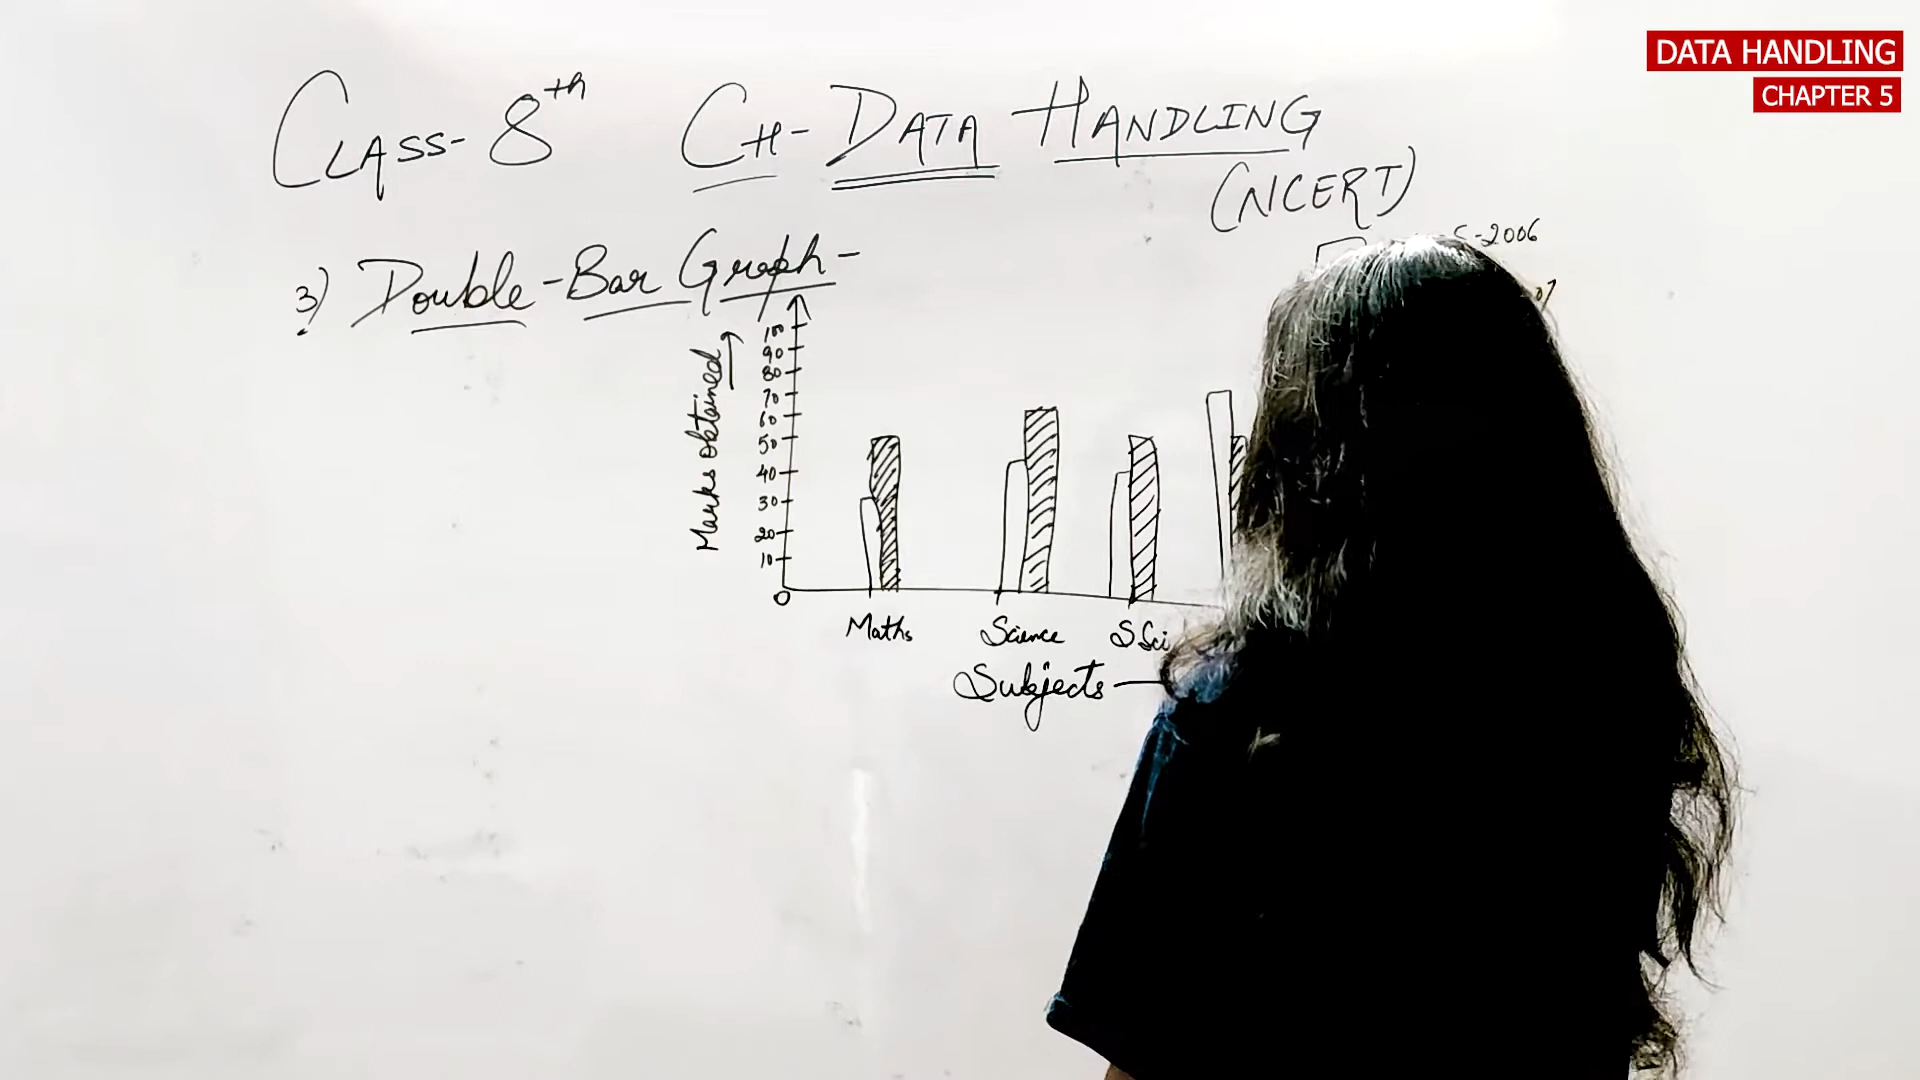 DATA HANDLING
CHAPTER 5
CLASS-8th CH-DATA HANDLING
(NCERT)
-2006
3) Double-Bar Graph-
07
Marks obtained
100
90
80
70
60
50
40
30
20
10
0
Maths Science S Sci
Subjects